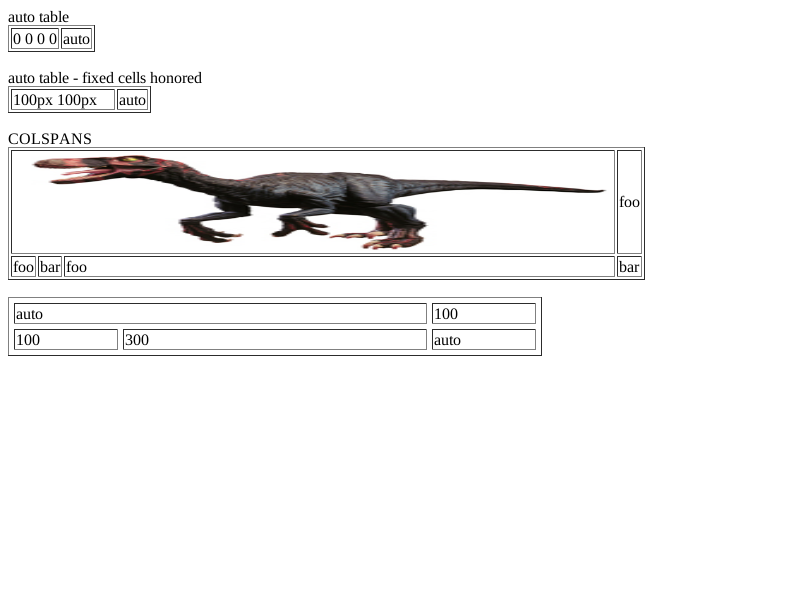 auto table
0 0 0 0 auto
auto table - fixed cells honored
100px 100px auto
COLSPANS
foo
foo bar foo bar
auto 100
100 300 auto